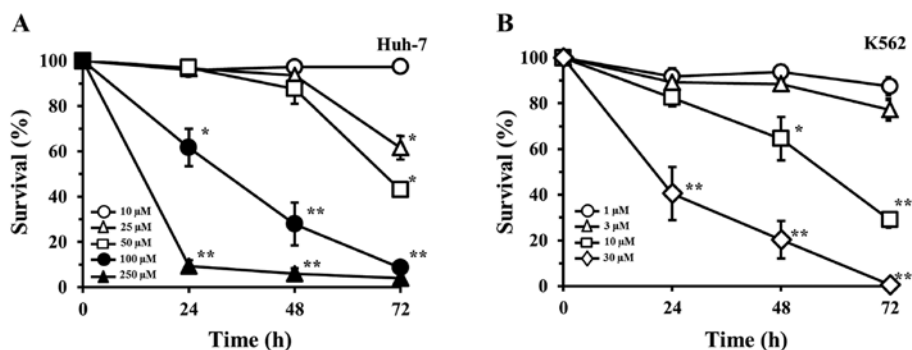 A
Huh-7
Survival (%)
100
80
60
40
20
0
*
*
*
**
**
**
**
10 µM
25 µM
50 µM
100 µM
250 µM
0 24 48 72
Time (h)
B
K562
Survival (%)
100
80
60
40
20
0
*
**
**
**
**
1 µM
3 µM
10 µM
30 µM
0 24 48 72
Time (h)